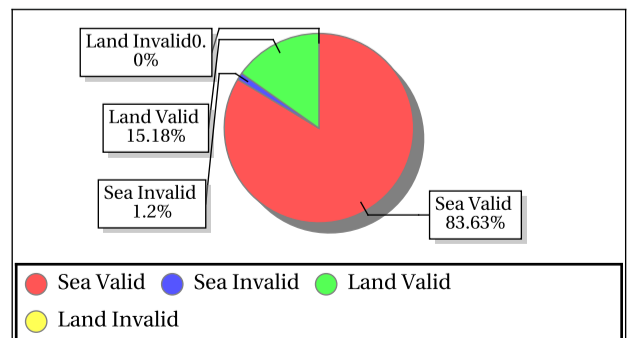 Land Invalid0.
0%
Land Valid
15.18%
Sea Invalid
1.2%
Sea Valid
83.63%
Sea Valid Sea Invalid Land Valid
Land Invalid